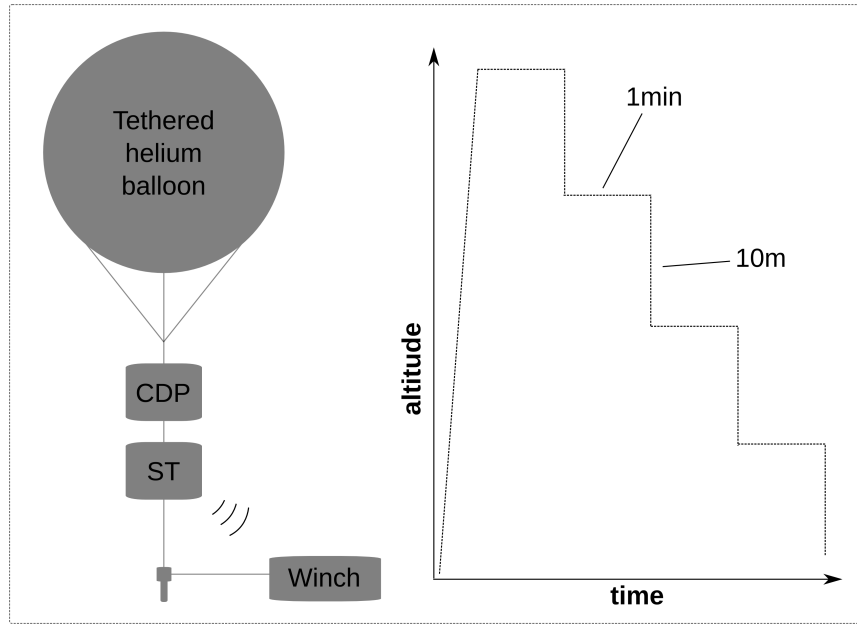 Tethered
helium
balloon
CDP
ST
Winch
1min
10m
altitude
time